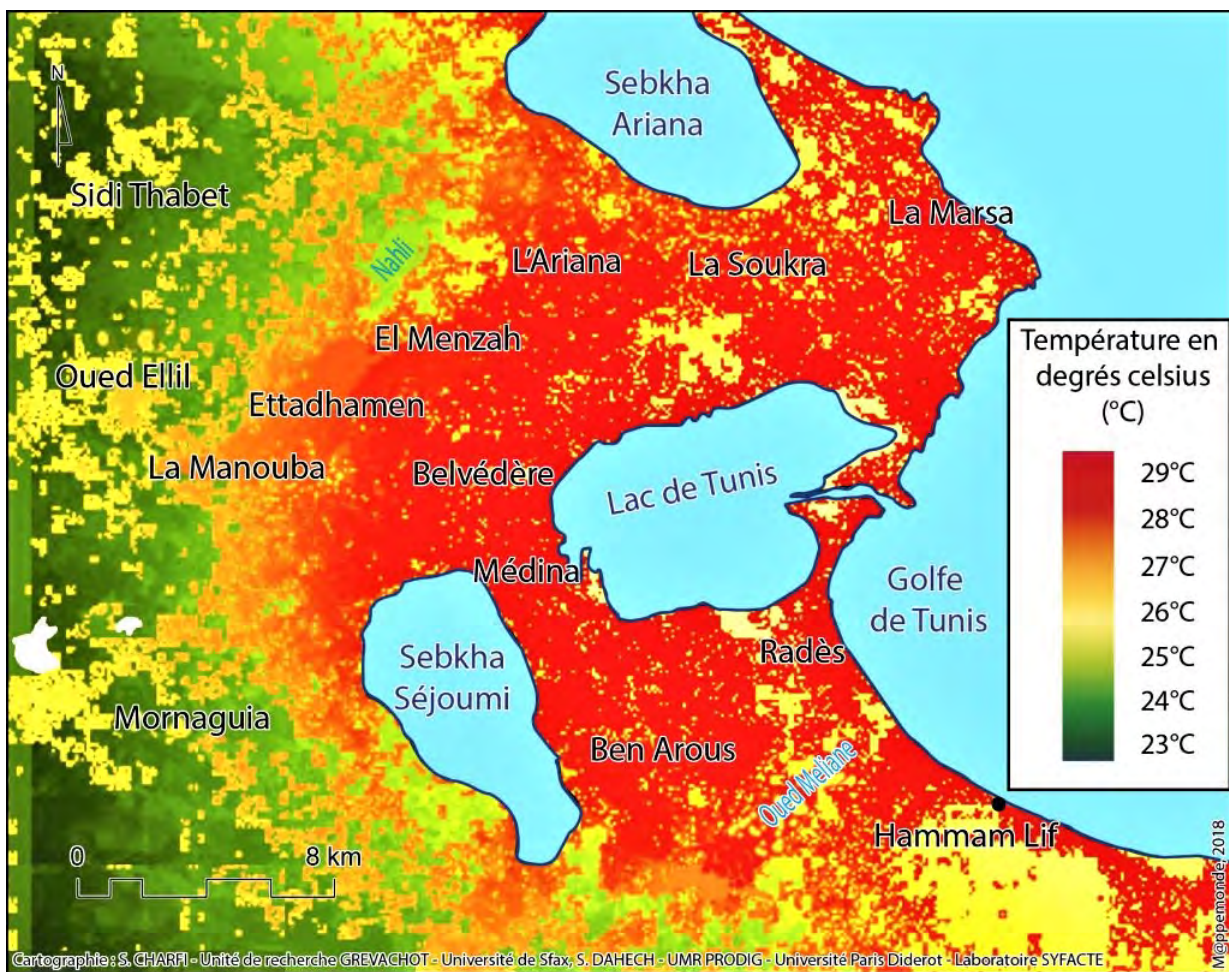 Sebkha
Ariana
N
Sidi Thabet
La Marsa
Nahli
L'Ariana
La Soukra
El Menzah
Température en
degrés celsius
(°C)
Oued Ellil
Ettadhamen
La Manouba
Belvédère
Lac de Tunis
29°C
28°C
27°C
26°C
25°C
24°C
23°C
Médina
Golfe
de Tunis
Sebkha
Séjoumi
Radès
Mornaguia
Ben Arous
Oued Meliane
Hammam Lif
0 8 km
M@ppemonde, 2018
Cartographie : S. CHARFI - Unité de recherche GREVACHOT - Université de Sfax, S. DAHECH - UMR PRODIG - Université Paris Diderot - Laboratoire SYFACTE